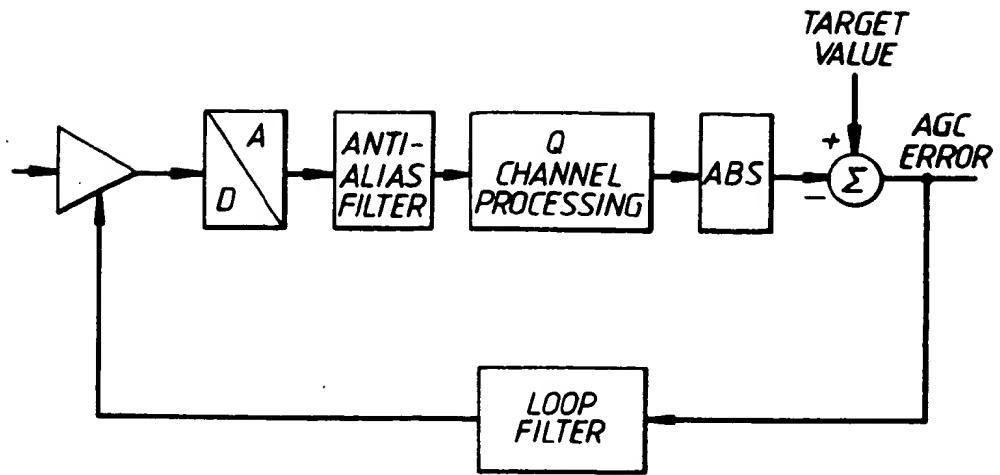 TARGET
VALUE
A
D
ANTI-
ALIAS
FILTER
Q
CHANNEL
PROCESSING
ABS
+
−
Σ
AGC
ERROR
LOOP
FILTER